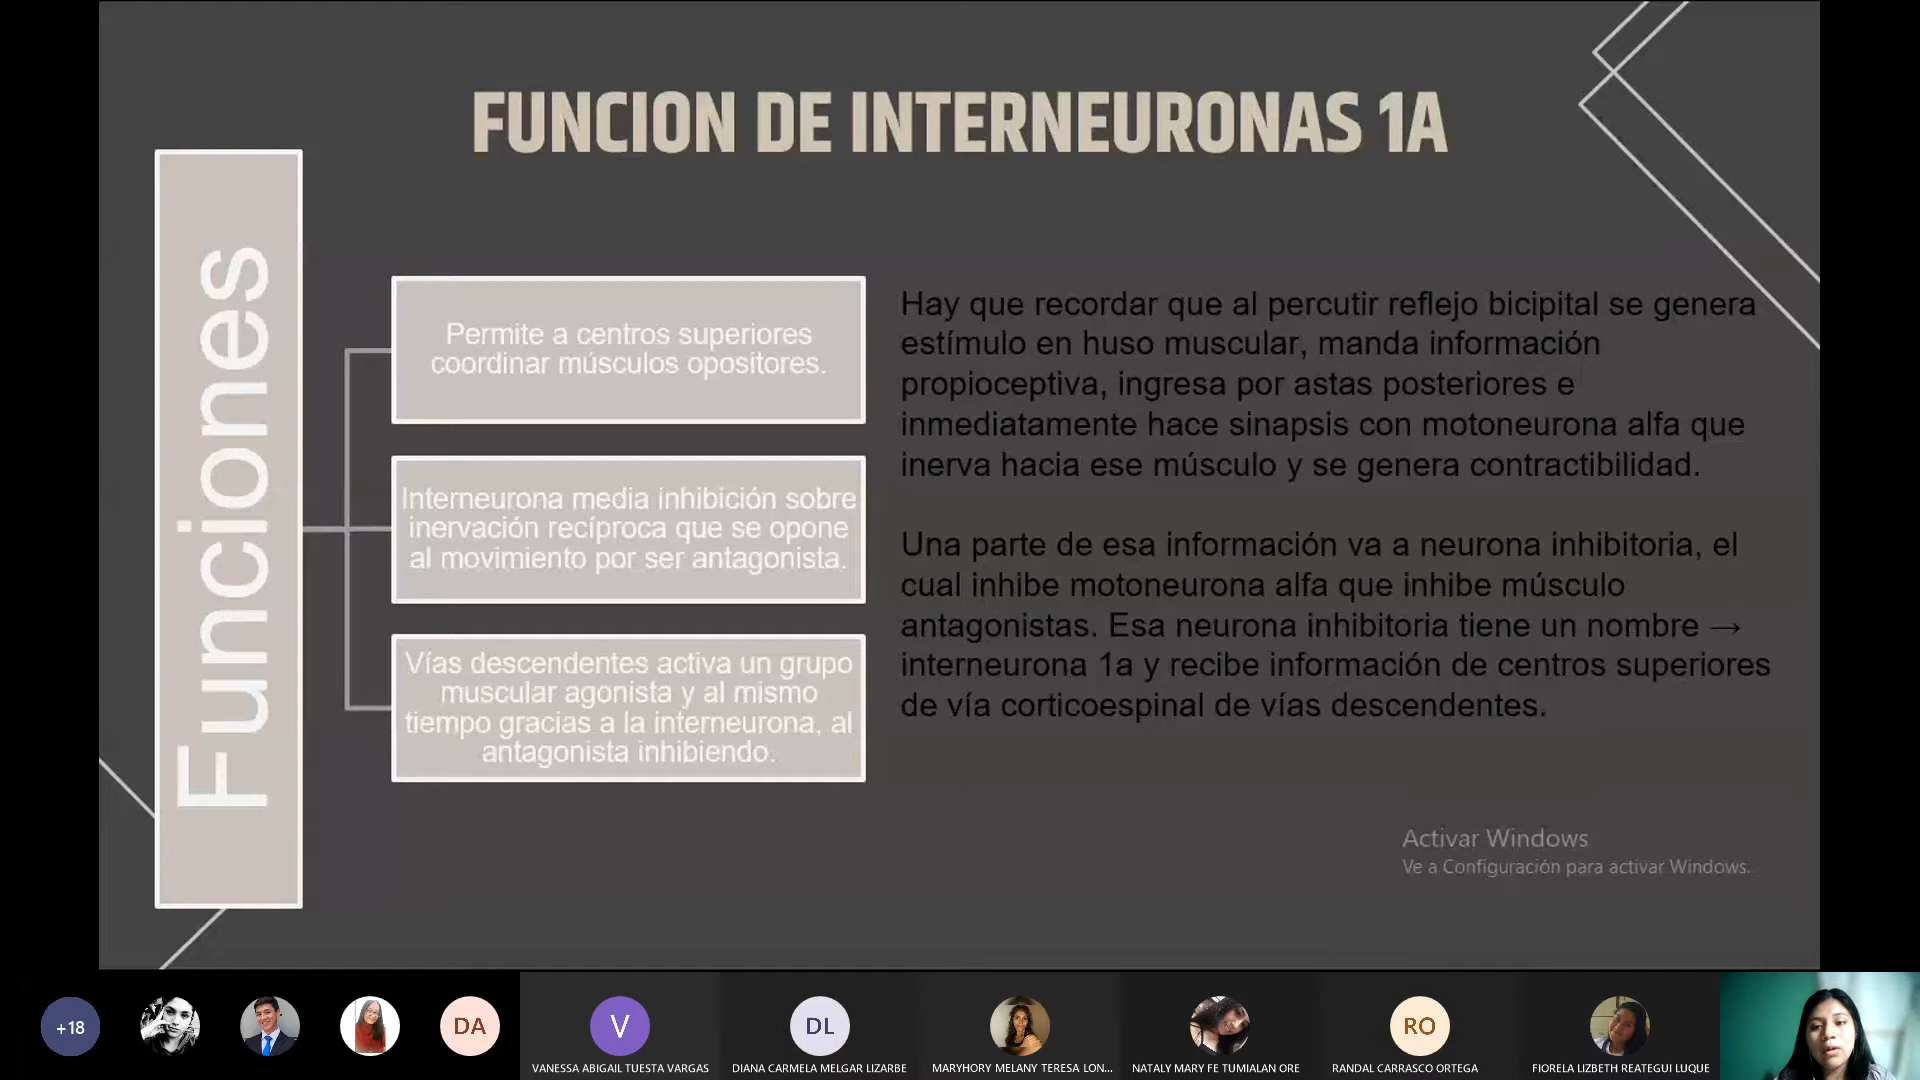 FUNCION DE INTERNEURONAS 1A
Funciones
Permite a centros superiores
coordinar músculos opositores.
Interneurona media inhibición sobre
inervación recíproca que se opone
al movimiento por ser antagonista.
Vías descendentes activa un grupo
muscular agonista y al mismo
tiempo gracias a la interneurona, al
antagonista inhibiendo.
Hay que recordar que al percutir reflejo bicipital se genera
estímulo en huso muscular, manda información
propioceptiva, ingresa por astas posteriores e
inmediatamente hace sinapsis con motoneurona alfa que
inerva hacia ese músculo y se genera contractibilidad.
Una parte de esa información va a neurona inhibitoria, el
cual inhibe motoneurona alfa que inhibe músculo
antagonistas. Esa neurona inhibitoria tiene un nombre →
interneurona 1a y recibe información de centros superiores
de vía corticoespinal de vías descendentes.
Activar Windows
Ve a Configuración para activar Windows.
+18
DA
V
DL
RO
VANESSA ABIGAIL TUESTA VARGAS
DIANA CARMELA MELGAR LIZARBE
MARYHORY MELANY TERESA LON...
NATALY MARY FE TUMIALAN ORE
RANDAL CARRASCO ORTEGA
FIORELA LIZBETH REATEGUI LUQUE